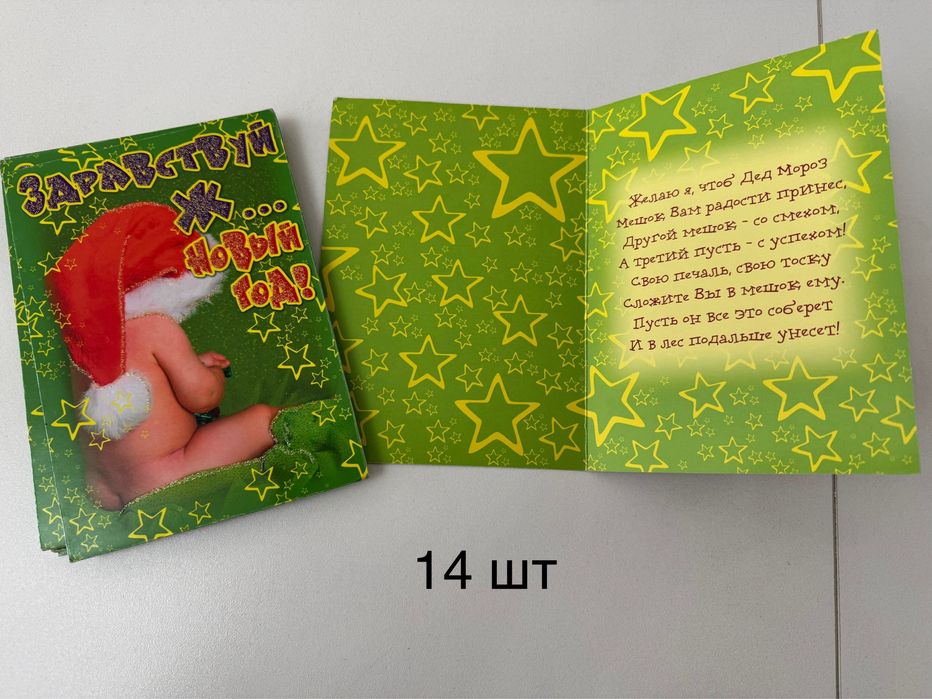 Здравствуй
Ж...
Новый
год!
Желаю я, чтоб Дед Мороз
мешок Вам радости принес,
Другой мешок - со смехом,
А третий пусть - с успехом!
Свою печаль, свою тоску
сложите Вы в мешок ему.
Пусть он все это соберет
И в лес подальше унесет!
14 шт